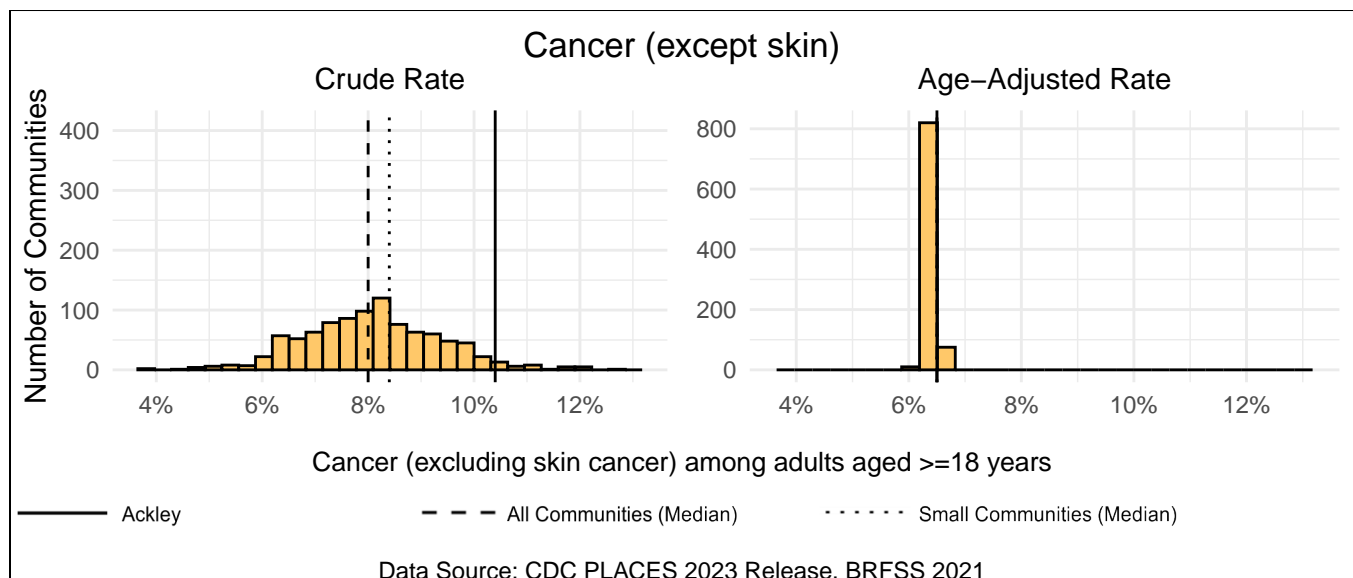 Cancer (except skin)
Crude Rate
Age−Adjusted Rate
Number of Communities
400
300
200
100
0
4%
6%
8%
10%
12%
800
600
400
200
0
4%
6%
8%
10%
12%
Cancer (excluding skin cancer) among adults aged >=18 years
Ackley
All Communities (Median)
Small Communities (Median)
Data Source: CDC PLACES 2023 Release, BRFSS 2021